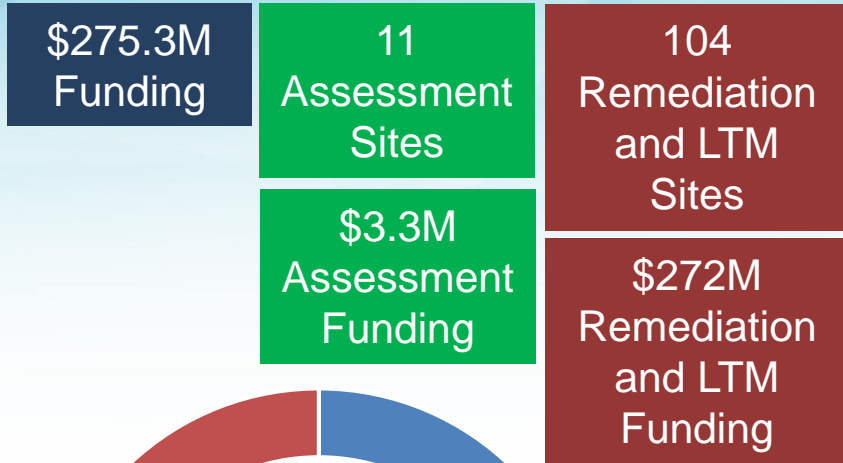 $275.3M
Funding
11
Assessment
Sites
$3.3M
Assessment
Funding
104
Remediation
and LTM
Sites
$272M
Remediation
and LTM
Funding